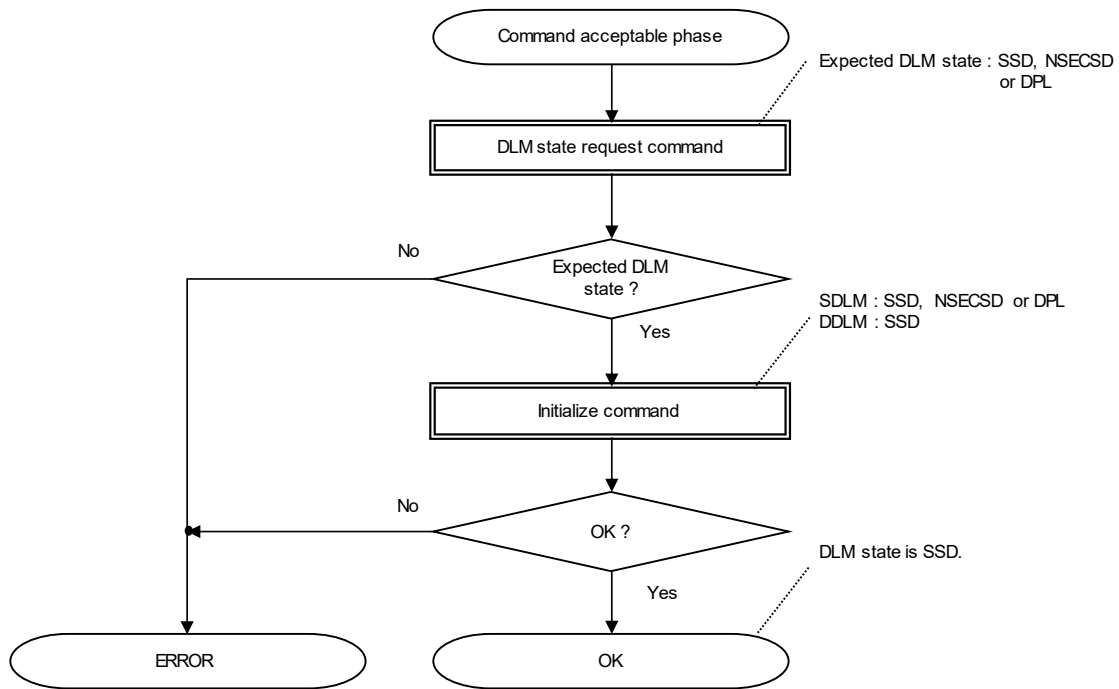 Command acceptable phase
Expected DLM state : SSD, NSECSD
or DPL
DLM state request command
No
Expected DLM
state ?
Yes
SDLM : SSD, NSECSD or DPL
DDLM : SSD
Initialize command
No
OK ?
DLM state is SSD.
Yes
ERROR
OK